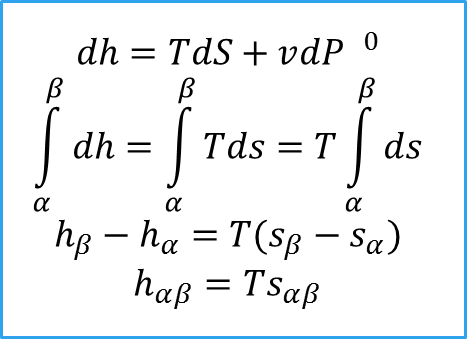 dh = TdS + vdP ⁰
∫_α^β dh = ∫_α^β Tds = T ∫_α^β ds
h_β − h_α = T(s_β − s_α)
h_αβ = Ts_αβ